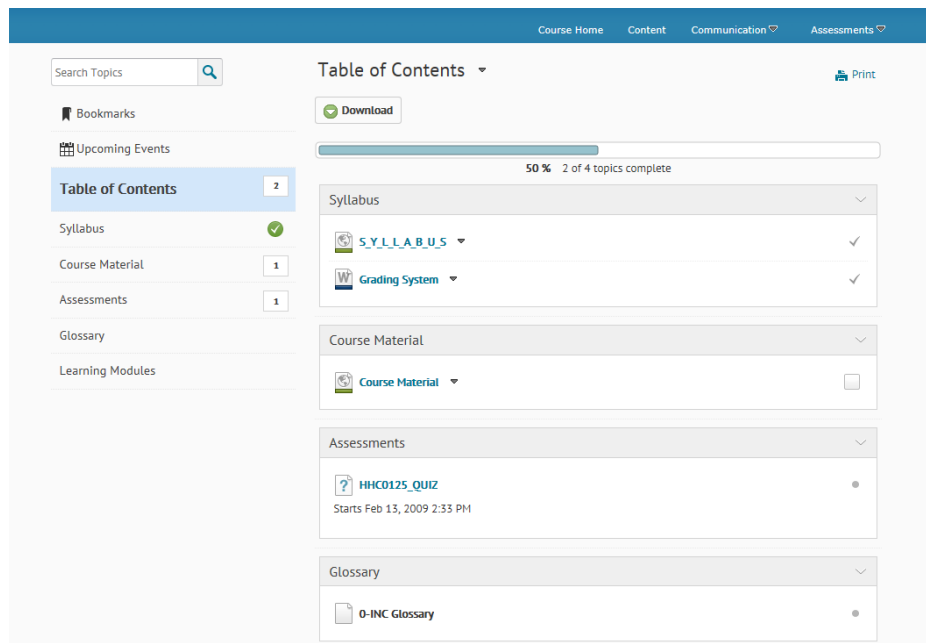 Course Home Content Communication Assessments
Search Topics
Bookmarks
Upcoming Events
Table of Contents 2
Syllabus
Course Material 1
Assessments 1
Glossary
Learning Modules
Table of Contents
Print
Download
50 % 2 of 4 topics complete
Syllabus
S_Y_L_L_A_B_U_S
W Grading System
Course Material
Course Material
Assessments
? HHC0125_QUIZ
Starts Feb 13, 2009 2:33 PM
Glossary
0-INC Glossary